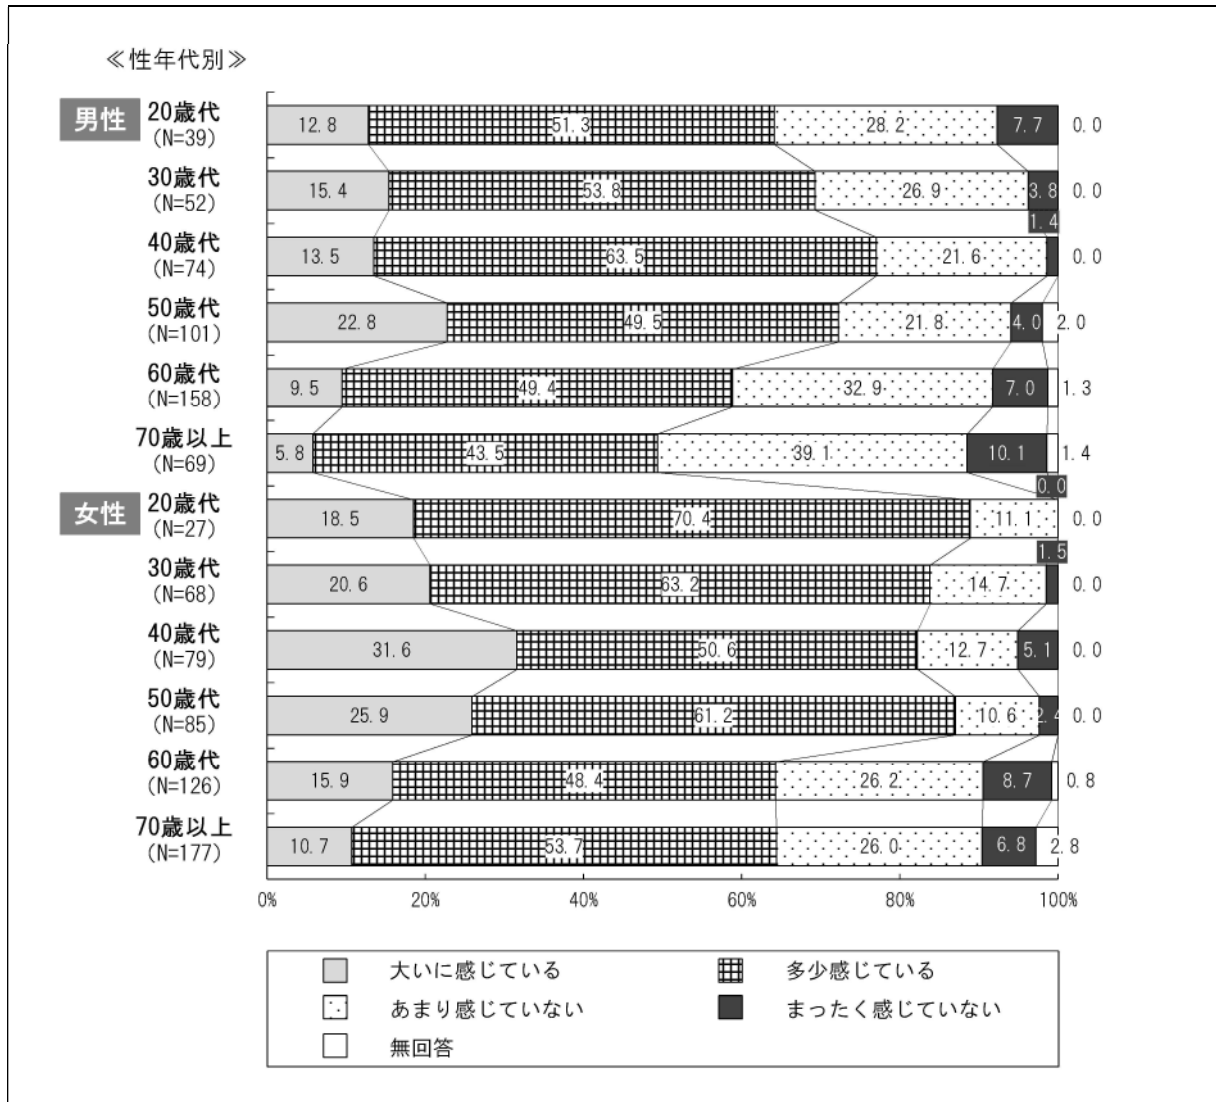 ≪性年代別≫
男性 20歳代 12.8 51.3 28.2 7.7 0.0
(N=39)
30歳代 15.4 53.8 26.9 3.8 0.0
(N=52)
1.4
40歳代 13.5 63.5 21.6 0.0
(N=74)
50歳代 22.8 49.5 21.8 4.0 2.0
(N=101)
60歳代 9.5 49.4 32.9 7.0 1.3
(N=158)
70歳以上 5.8 43.5 39.1 10.1 1.4
(N=69)
0.0
女性 20歳代 18.5 70.4 11.1 0.0
(N=27)
1.5
30歳代 20.6 63.2 14.7 0.0
(N=68)
40歳代 31.6 50.6 12.7 5.1 0.0
(N=79)
50歳代 25.9 61.2 10.6 2.4 0.0
(N=85)
60歳代 15.9 48.4 26.2 8.7 0.8
(N=126)
70歳以上 10.7 53.7 26.0 6.8 2.8
(N=177)
0% 20% 40% 60% 80% 100%
大いに感じている 多少感じている
あまり感じていない まったく感じていない
無回答